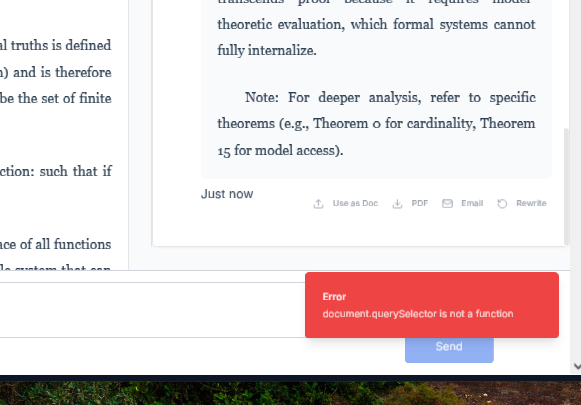 al truths is defined
) and is therefore
be the set of finite
ction: such that if
ace of all functions
transcends proof because it requires model-
theoretic evaluation, which formal systems cannot
fully internalize.
Note: For deeper analysis, refer to specific
theorems (e.g., Theorem 0 for cardinality, Theorem
15 for model access).
Just now
Use as Doc
PDF
Email
Rewrite
Error
document.querySelector is not a function
Send